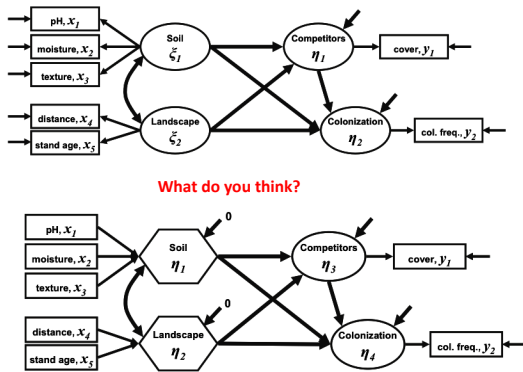 pH, x₁
moisture, x₂
texture, x₃
distance, x₄
stand age, x₅
Soil
ξ₁
Landscape
ξ₂
Competitors
η₁
Colonization
η₂
cover, y₁
col. freq., y₂
What do you think?
pH, x₁
moisture, x₂
texture, x₃
distance, x₄
stand age, x₅
0
Soil
η₁
0
Landscape
η₂
Competitors
η₃
Colonization
η₄
cover, y₁
col. freq., y₂